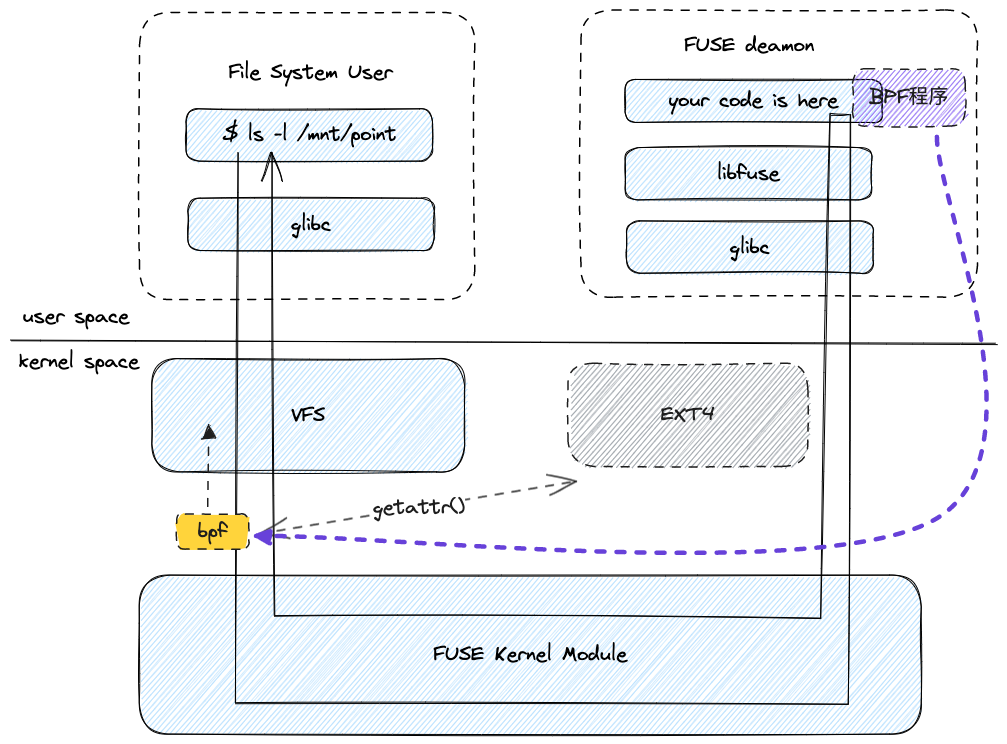 File System User
$ ls -l /mnt/point
glibc
FUSE deamon
your code is here
BPF程序
libfuse
glibc
user space
kernel space
VFS
EXT4
getattr()
bpf
FUSE Kernel Module